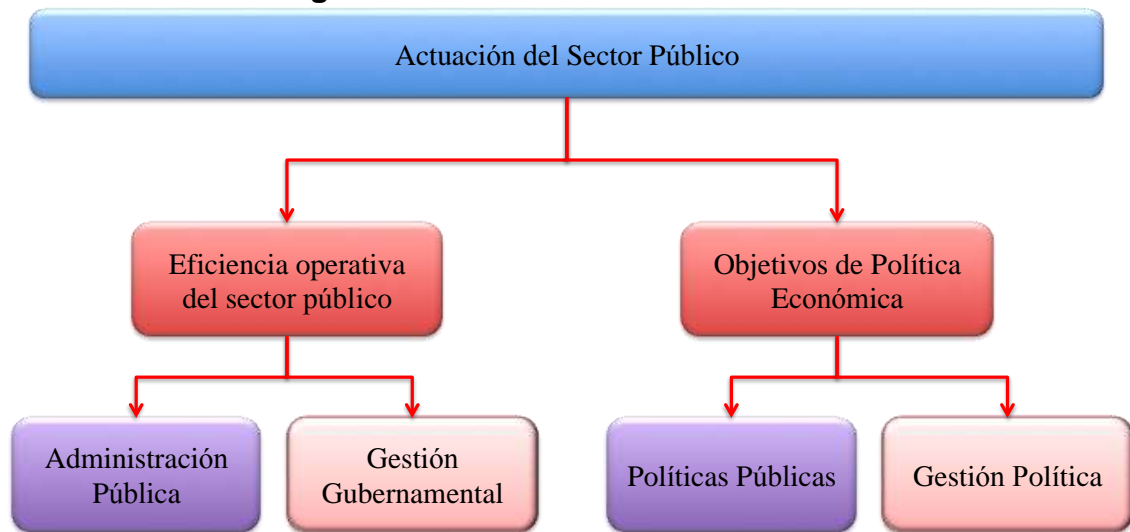 Actuación del Sector Público
Eficiencia operativa
del sector público
Objetivos de Política
Económica
Administración
Pública
Gestión
Gubernamental
Políticas Públicas
Gestión Política